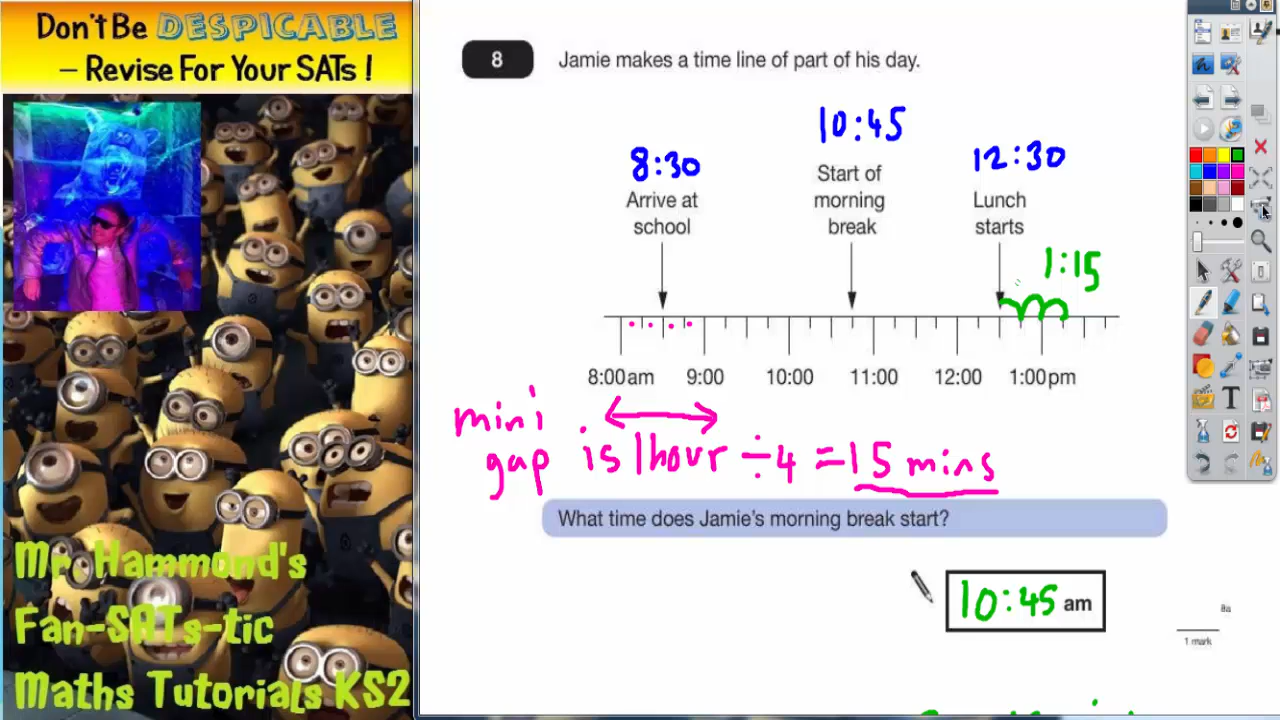 Don't Be DESPICABLE
– Revise For Your SATs !
Mr. Hammond's
Fan-SATs-tic
Maths Tutorials KS2
8 Jamie makes a time line of part of his day.
8:30 10:45 12:30
Arrive at
school
Start of
morning
break
Lunch
starts
1:15
8:00am 9:00 10:00 11:00 12:00 1:00pm
mini
gap is 1hour ÷4 =15 mins
What time does Jamie's morning break start?
10:45 am
8a
1 mark